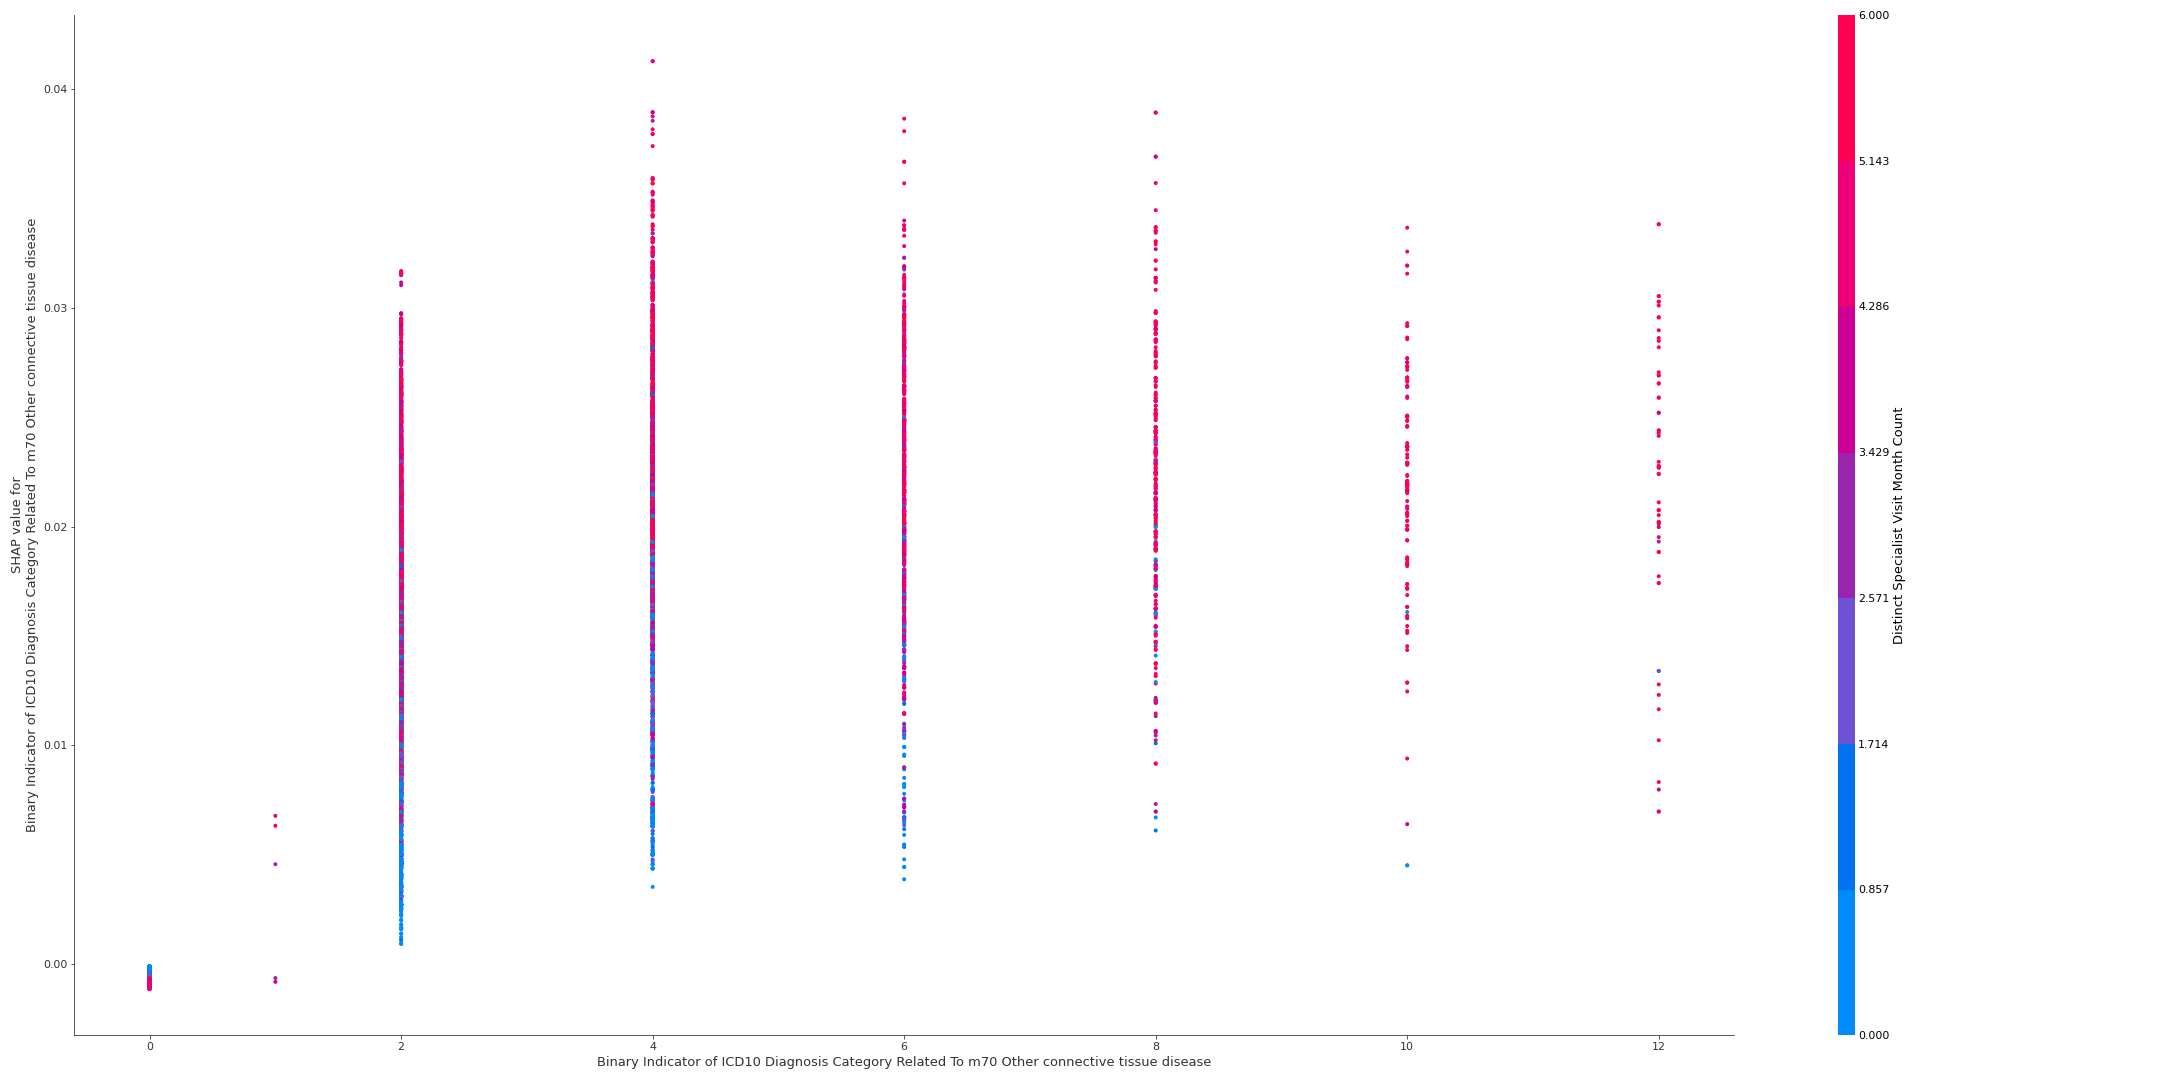 SHAP value for
Binary Indicator of ICD10 Diagnosis Category Related To m70 Other connective tissue disease
0.04
0.03
0.02
0.01
0.00
0 2 4 6 8 10 12
Binary Indicator of ICD10 Diagnosis Category Related To m70 Other connective tissue disease
6.000
5.143
4.286
3.429
2.571
1.714
0.857
0.000
Distinct Specialist Visit Month Count